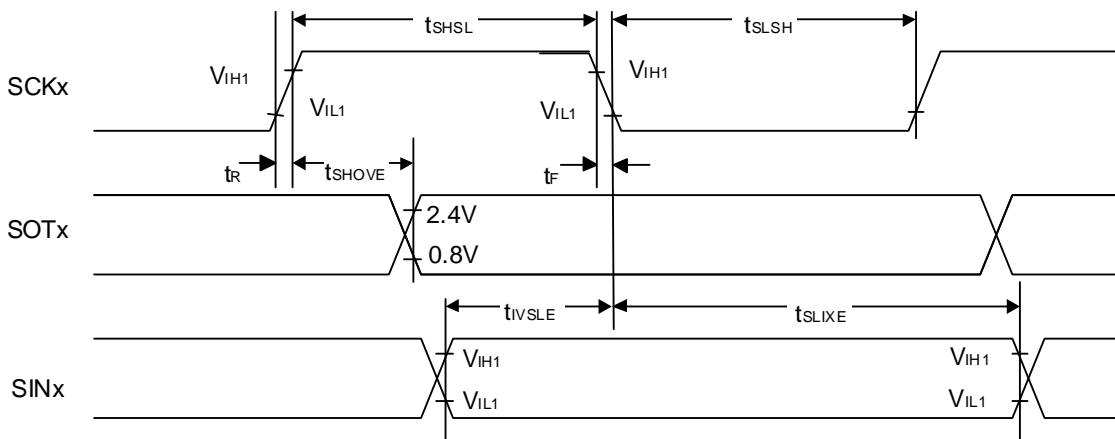 tSHSL
tSLSH
SCKx
VIH1
VIL1
VIL1
VIH1
tR
tSHOVE
tF
SOTx
2.4V
0.8V
tIVSLE
tSLIXE
SINx
VIH1
VIH1
VIL1
VIL1